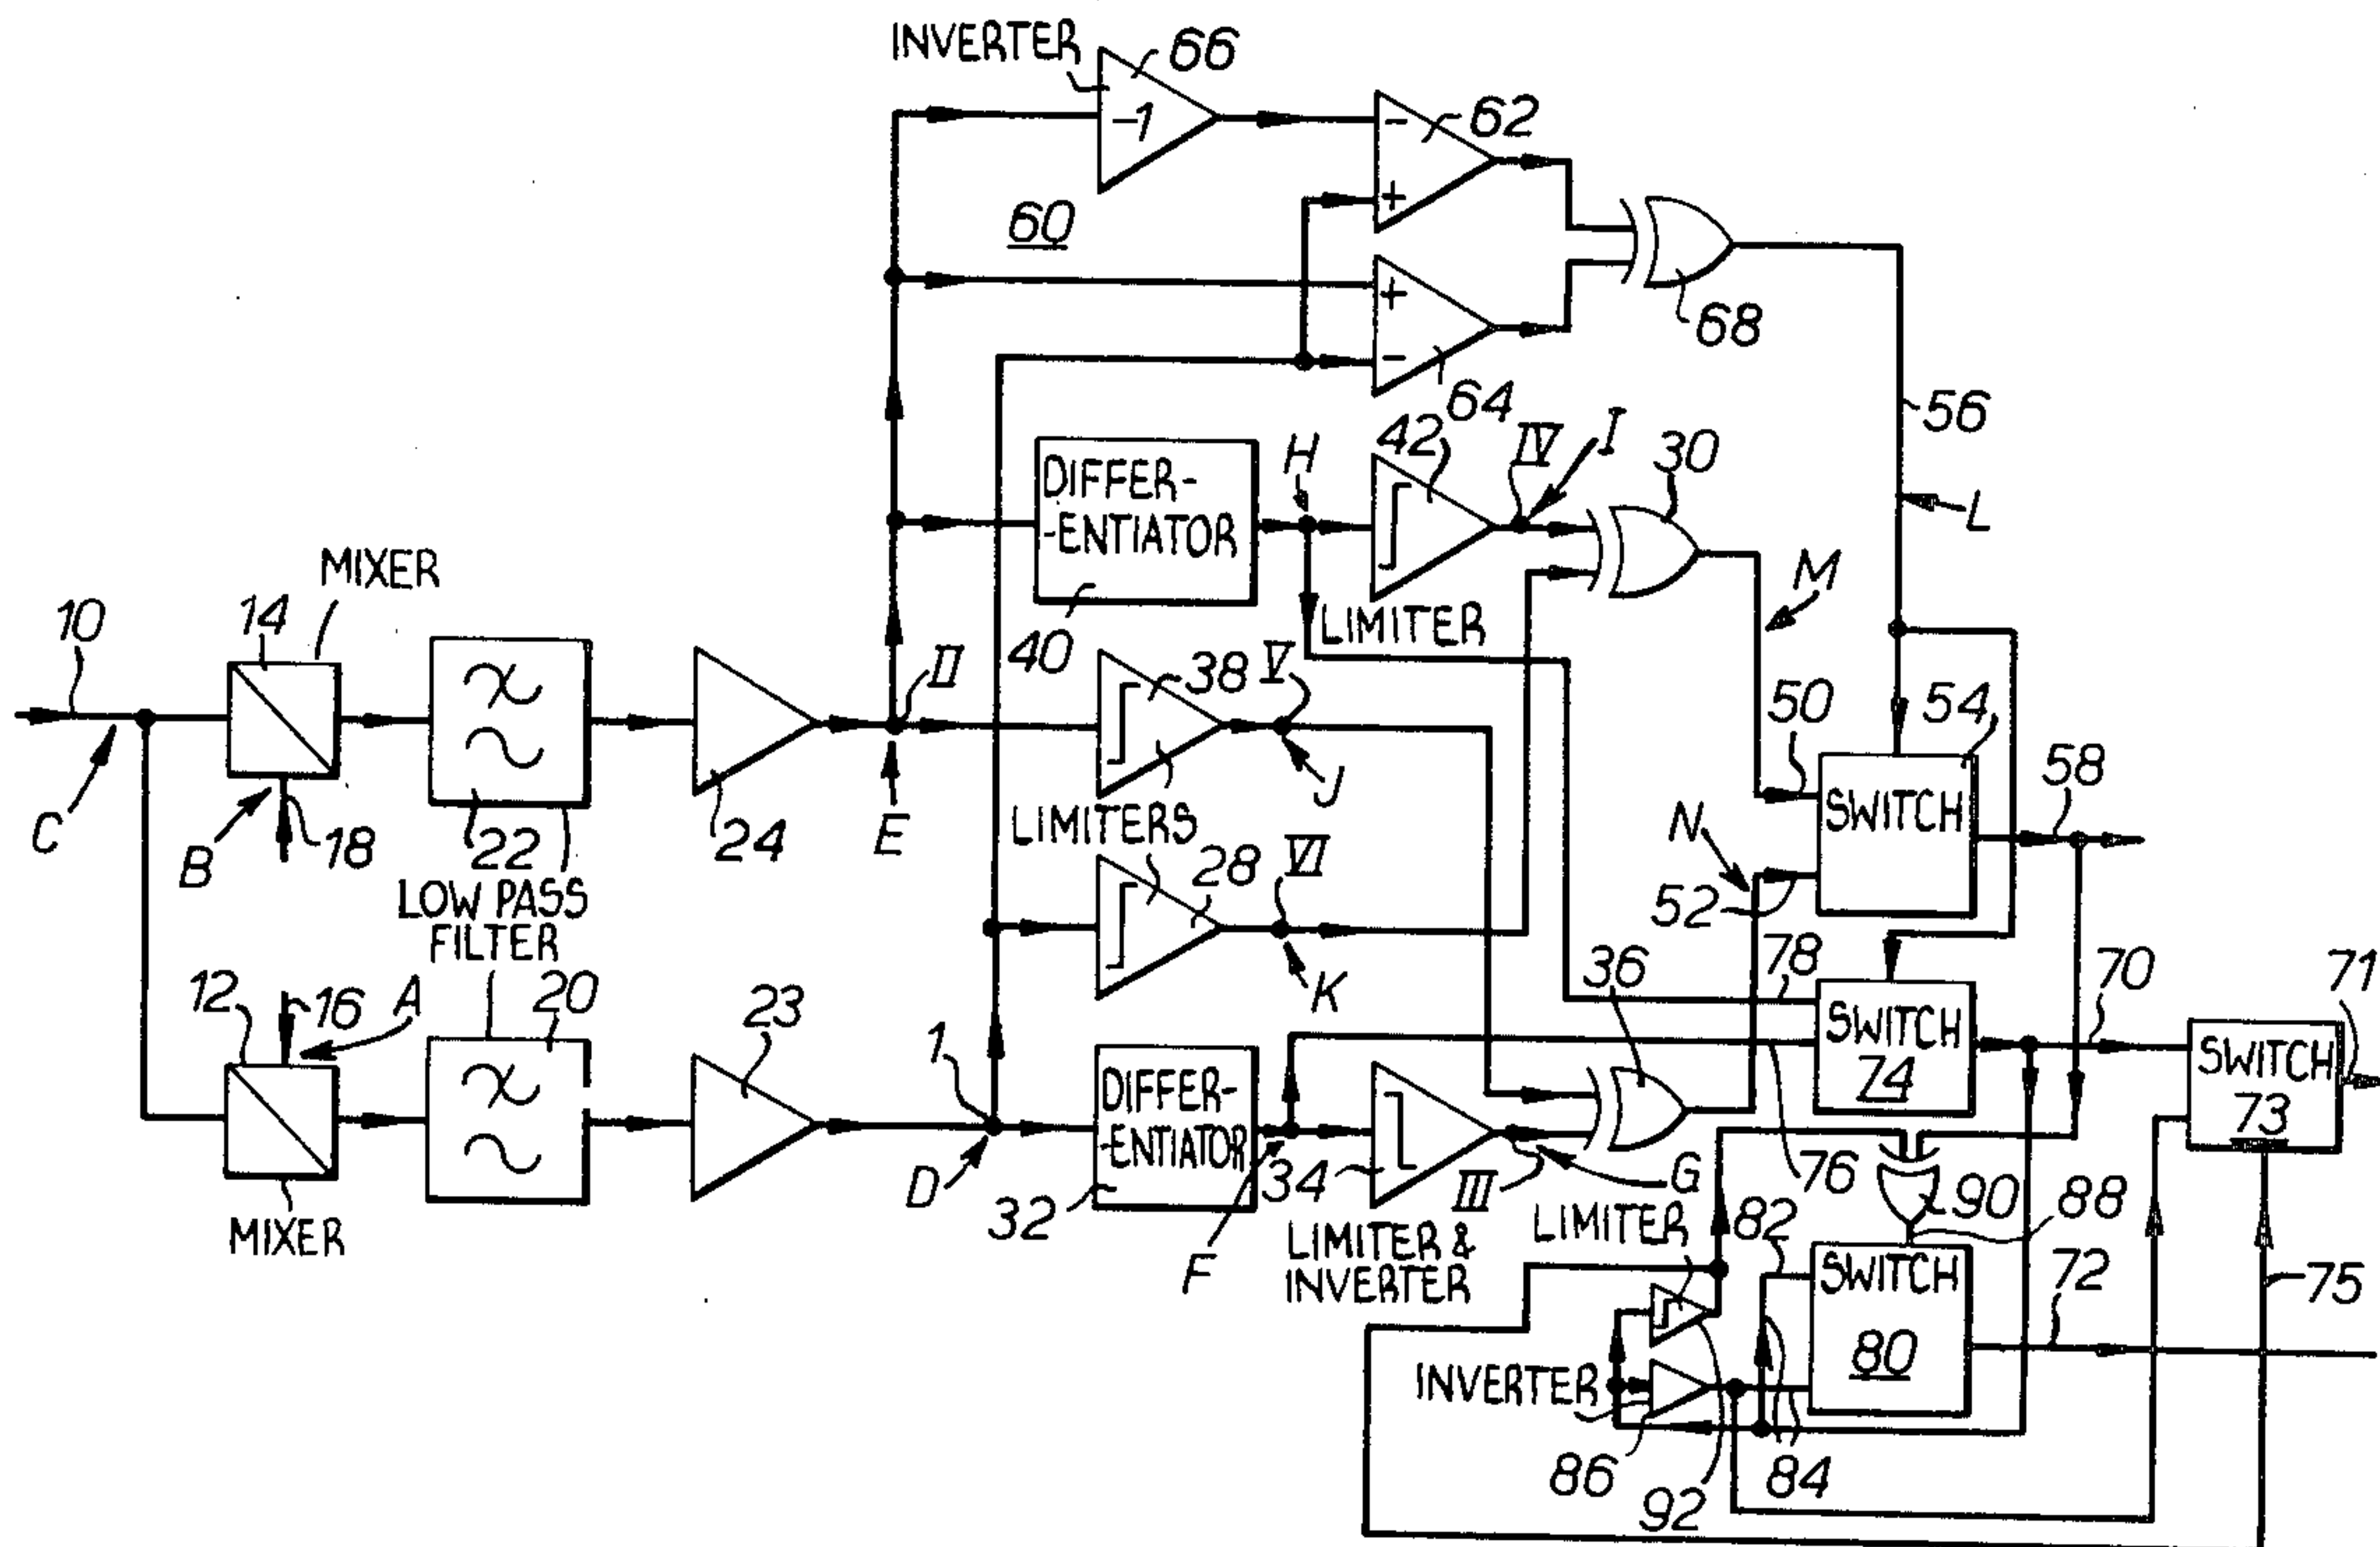 INVERTER
66
-1
62
-
+
60
+
-
68
64
56
H
42
IV
I
30
DIFFER-
-ENTIATOR
40
L
LIMITER
M
MIXER
10
14
II
38
V
50
54
SWITCH
58
C
B
18
22
24
E
LIMITERS
J
N
LOW PASS
FILTER
28
VI
52
K
36
78
70
71
12
16
A
20
23
1
SWITCH
74
SWITCH
73
DIFFER-
-ENTIATOR
32
D
F
34
III
G
76
90
88
MIXER
LIMITER &
INVERTER
LIMITER
82
SWITCH
80
72
75
INVERTER
86
92
84